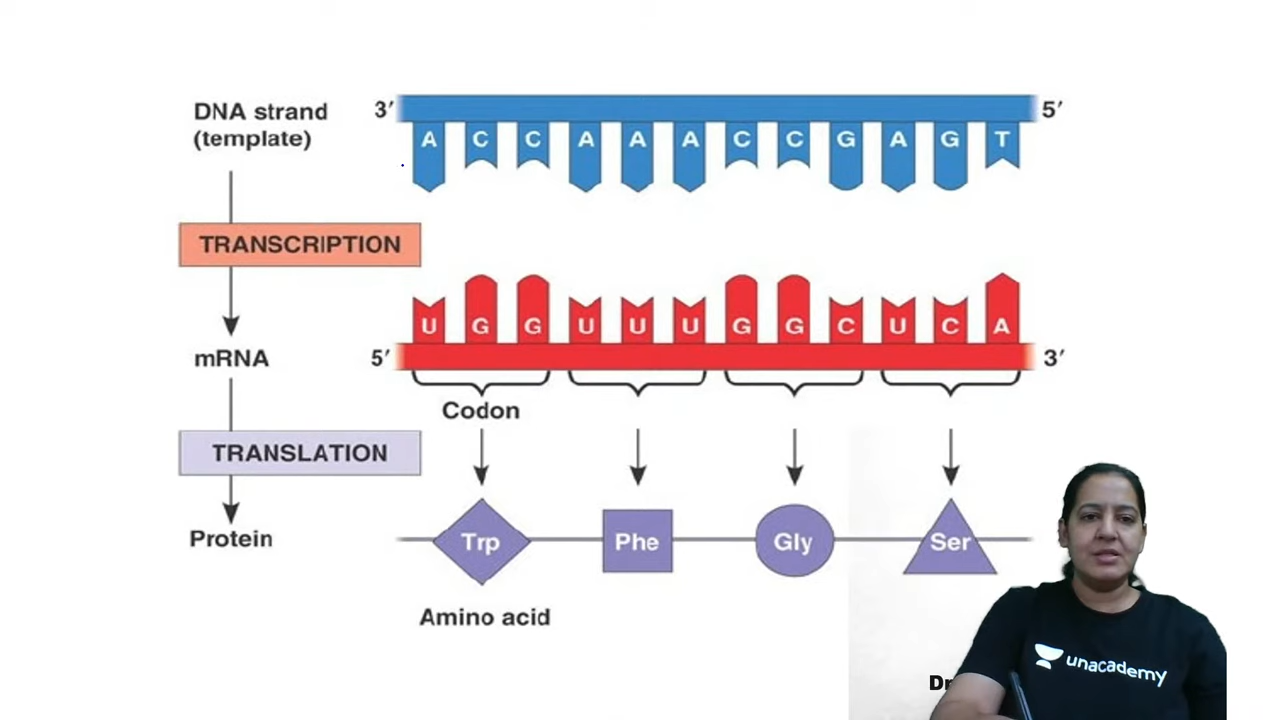 DNA strand
(template)
3′
5′
A C C A A A C C G A G T
TRANSCRIPTION
U G G U U U G G C U C A
mRNA
5′
3′
Codon
TRANSLATION
Protein
Trp
Phe
Gly
Ser
Amino acid
unacademy